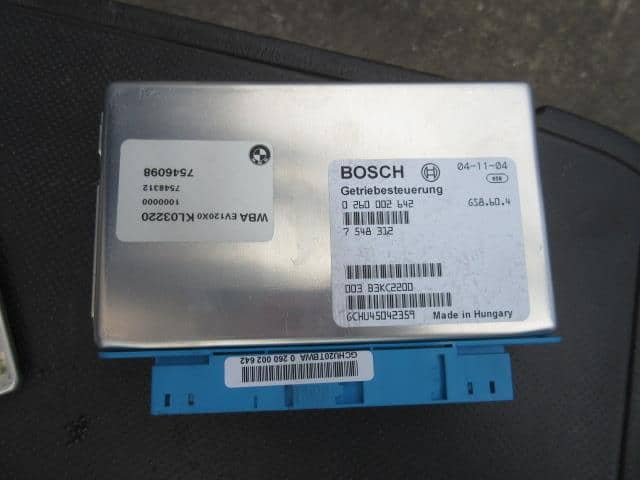 BOSCH
04-11-04
Getriebesteuerung
0 260 002 642
GS8.60.4
7 548 312
003 B3KC2200
GCHU45042359
Made in Hungary
WBA EV120X0 KL03220
1000000
7548312
7546098
GCHU20TBWA 0 260 002 642